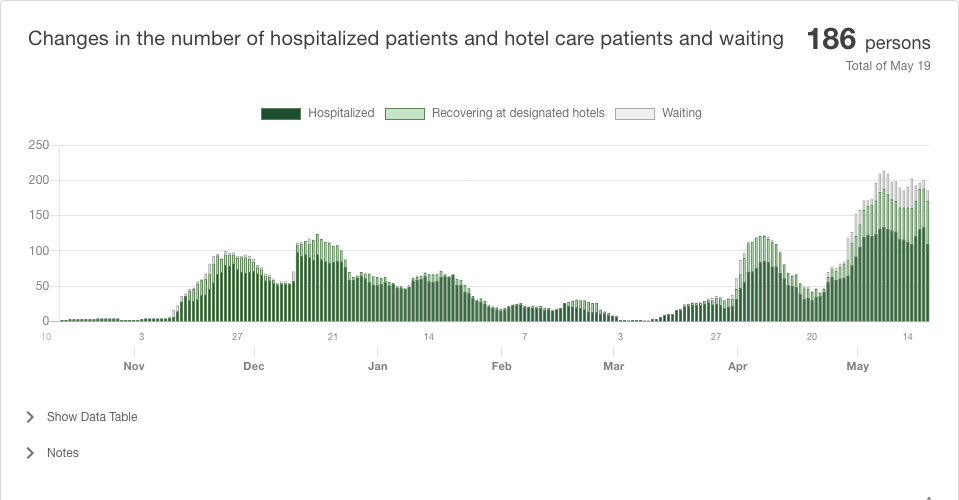 Changes in the number of hospitalized patients and hotel care patients and waiting
186 persons
Total of May 19
Hospitalized Recovering at designated hotels Waiting
250
200
150
100
50
0
10 3 27 21 14 7 3 27 20 14
Nov Dec Jan Feb Mar Apr May
Show Data Table
Notes